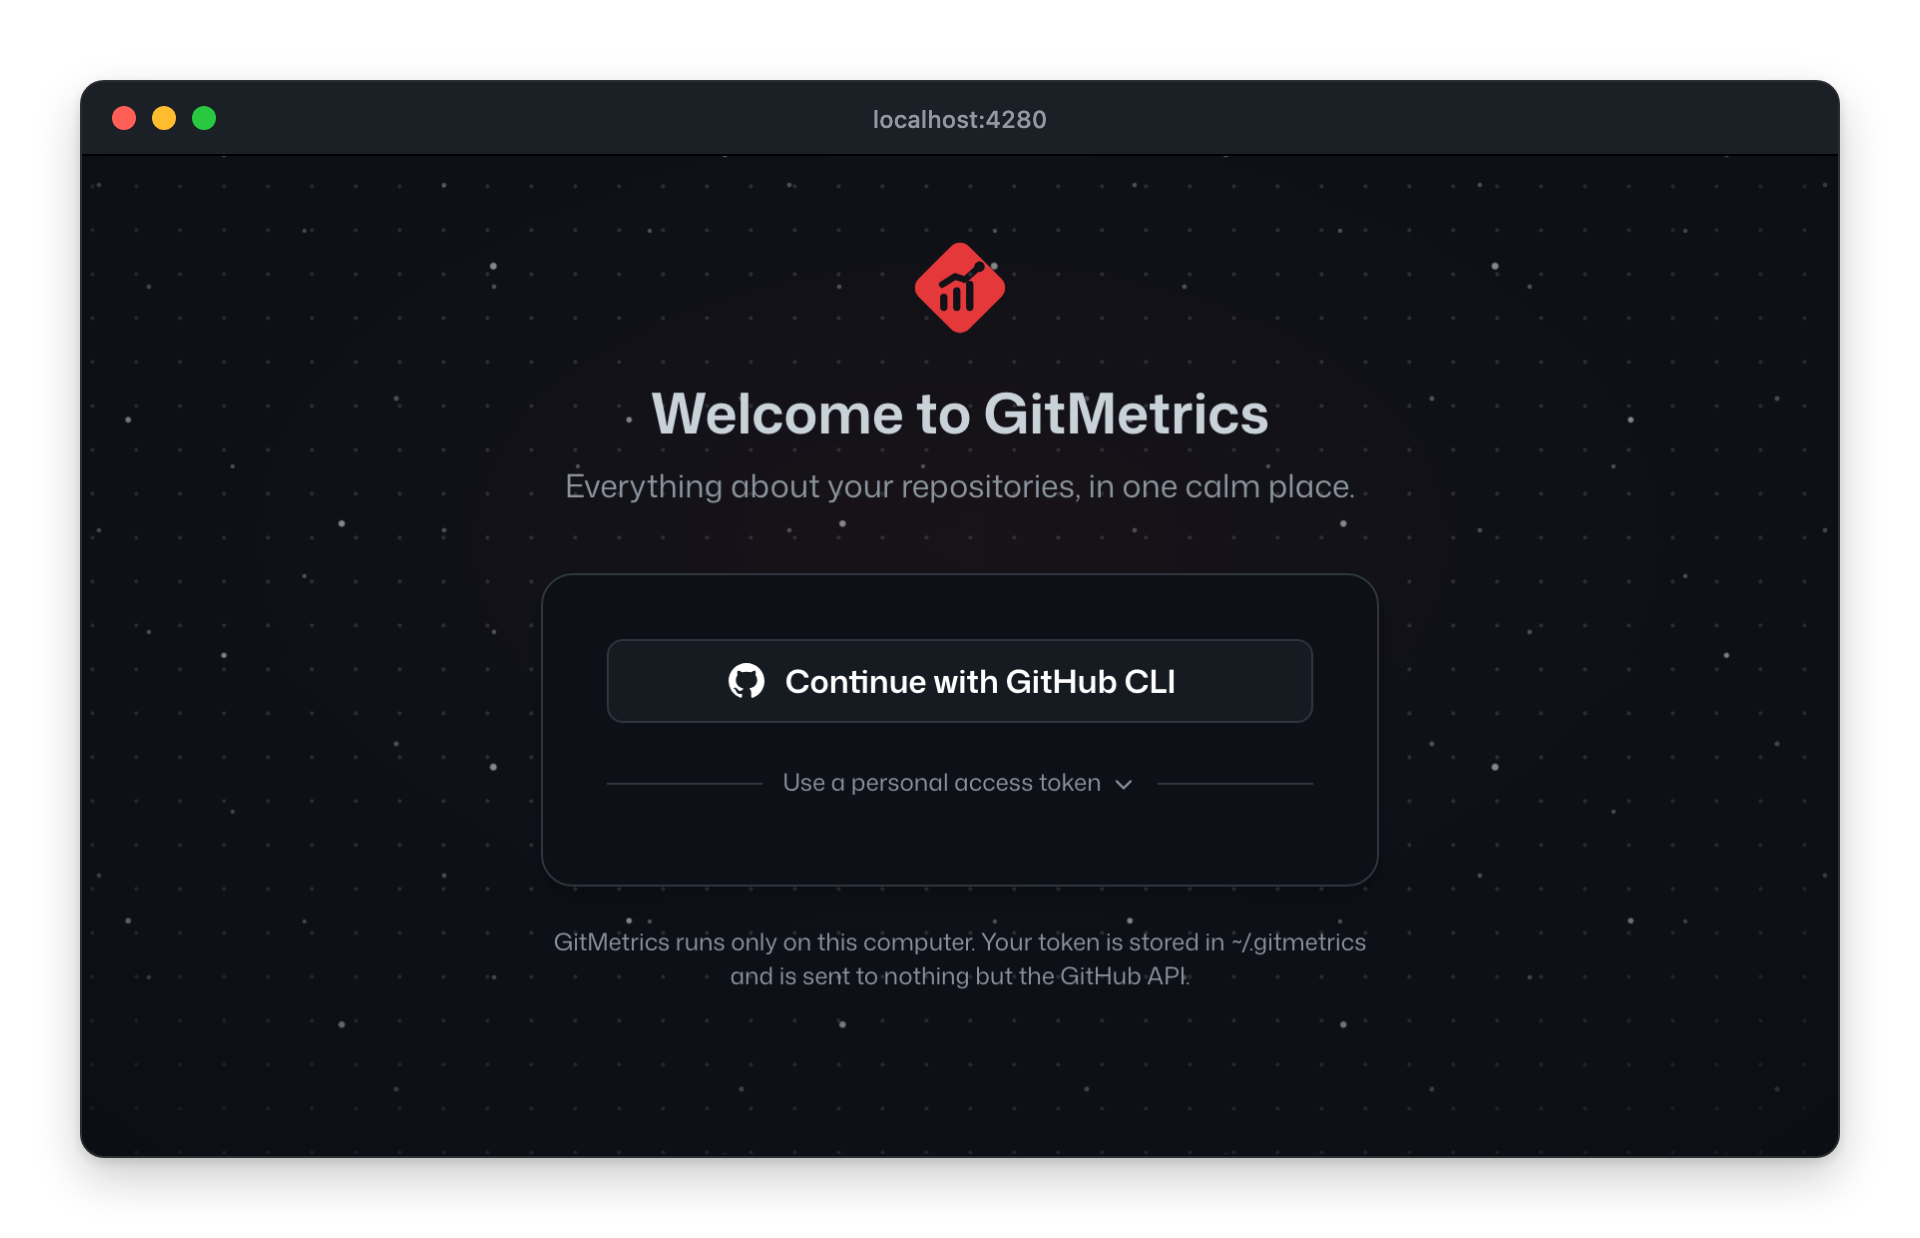 localhost:4280
Welcome to GitMetrics
Everything about your repositories, in one calm place.
Continue with GitHub CLI
Use a personal access token
GitMetrics runs only on this computer. Your token is stored in ~/.gitmetrics
and is sent to nothing but the GitHub API.